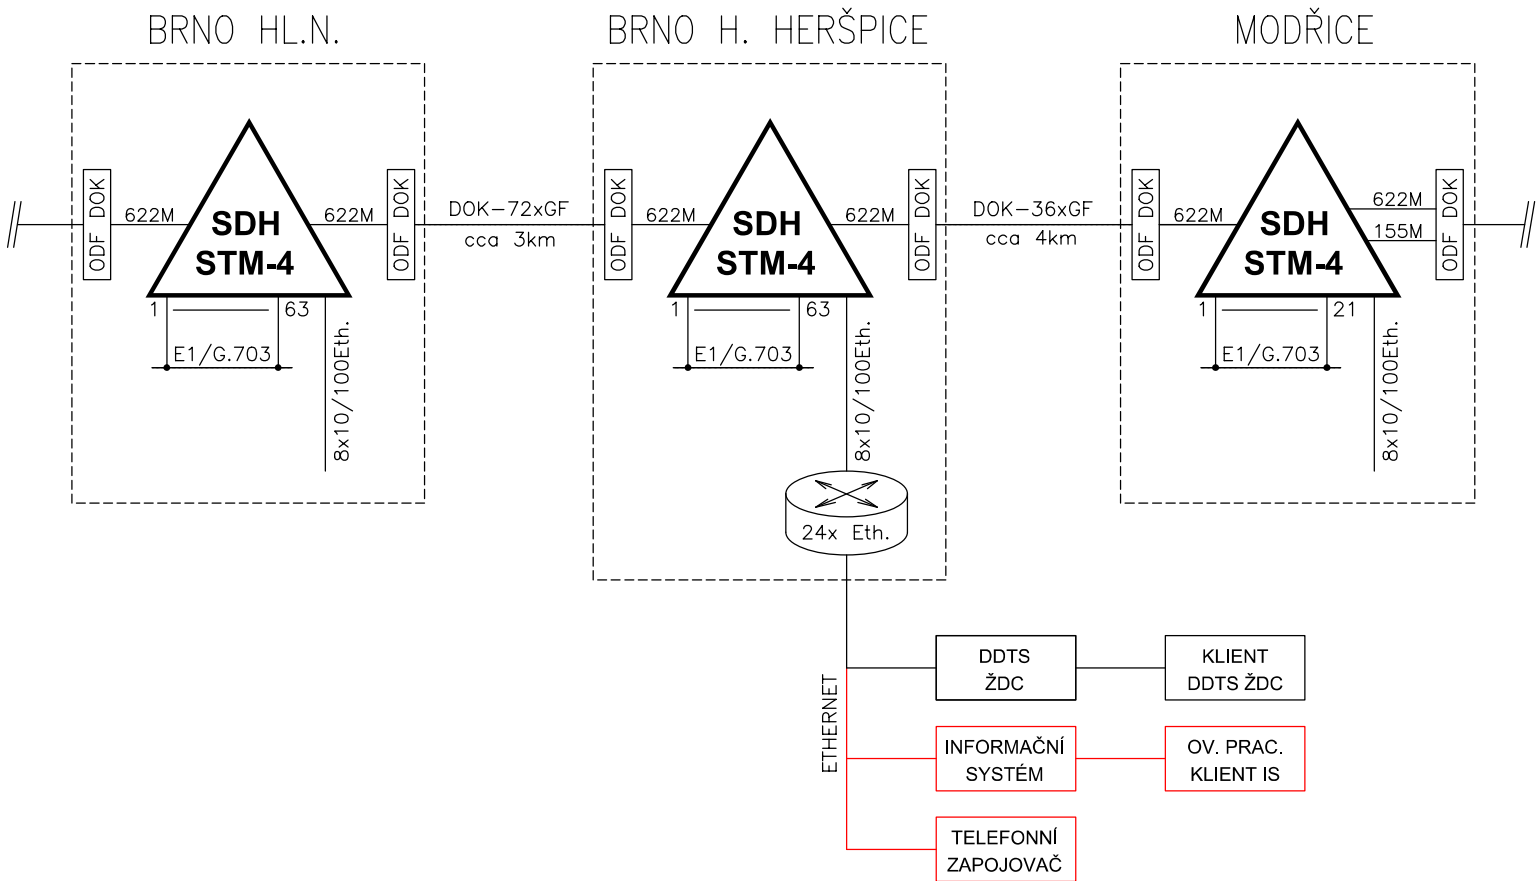 BRNO HL.N.
BRNO H. HERŠPICE
MODŘICE
ODF DOK
622M
SDH
STM-4
622M
ODF DOK
1
63
E1/G.703
8x10/100Eth.
DOK-72xGF
cca 3km
ODF DOK
622M
SDH
STM-4
622M
ODF DOK
1
63
E1/G.703
8x10/100Eth.
24x Eth.
DOK-36xGF
cca 4km
ODF DOK
622M
SDH
STM-4
622M
155M
ODF DOK
1
21
E1/G.703
8x10/100Eth.
ETHERNET
DDTS
ŽDC
KLIENT
DDTS ŽDC
INFORMAČNÍ
SYSTÉM
OV. PRAC.
KLIENT IS
TELEFONNÍ
ZAPOJOVAČ